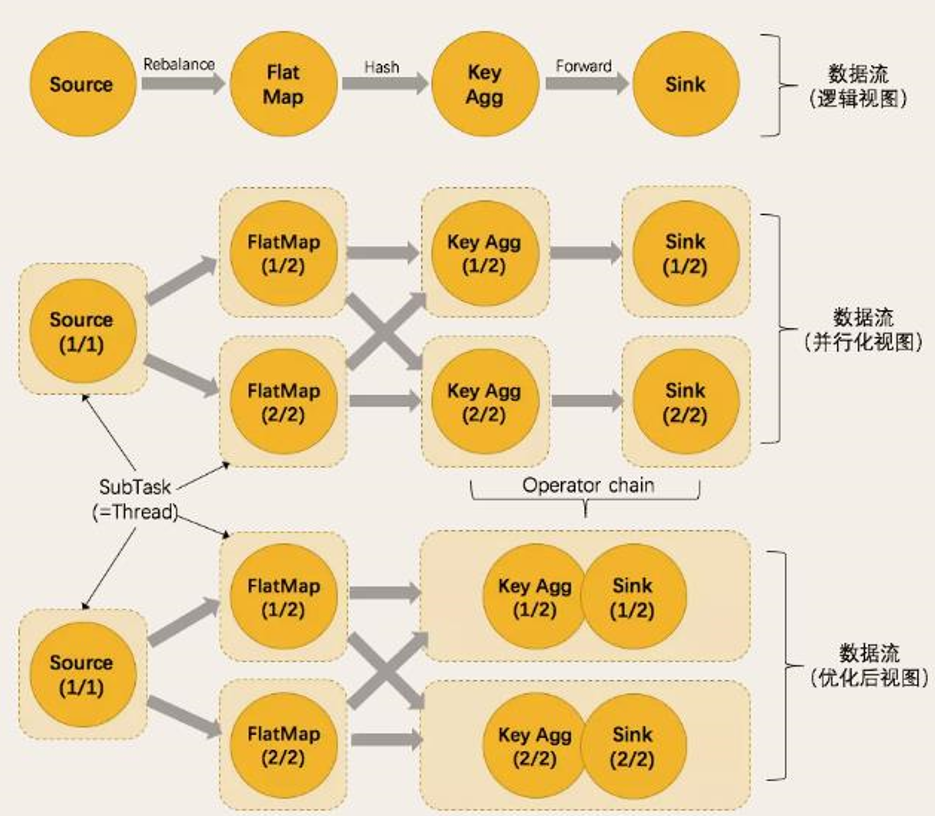 Source
Rebalance
Flat
Map
Hash
Key
Agg
Forward
Sink
数据流
(逻辑视图)
Source
(1/1)
FlatMap
(1/2)
Key Agg
(1/2)
Sink
(1/2)
FlatMap
(2/2)
Key Agg
(2/2)
Sink
(2/2)
数据流
(并行化视图)
SubTask
(=Thread)
Operator chain
Source
(1/1)
FlatMap
(1/2)
Key Agg
(1/2)
Sink
(1/2)
FlatMap
(2/2)
Key Agg
(2/2)
Sink
(2/2)
数据流
(优化后视图)